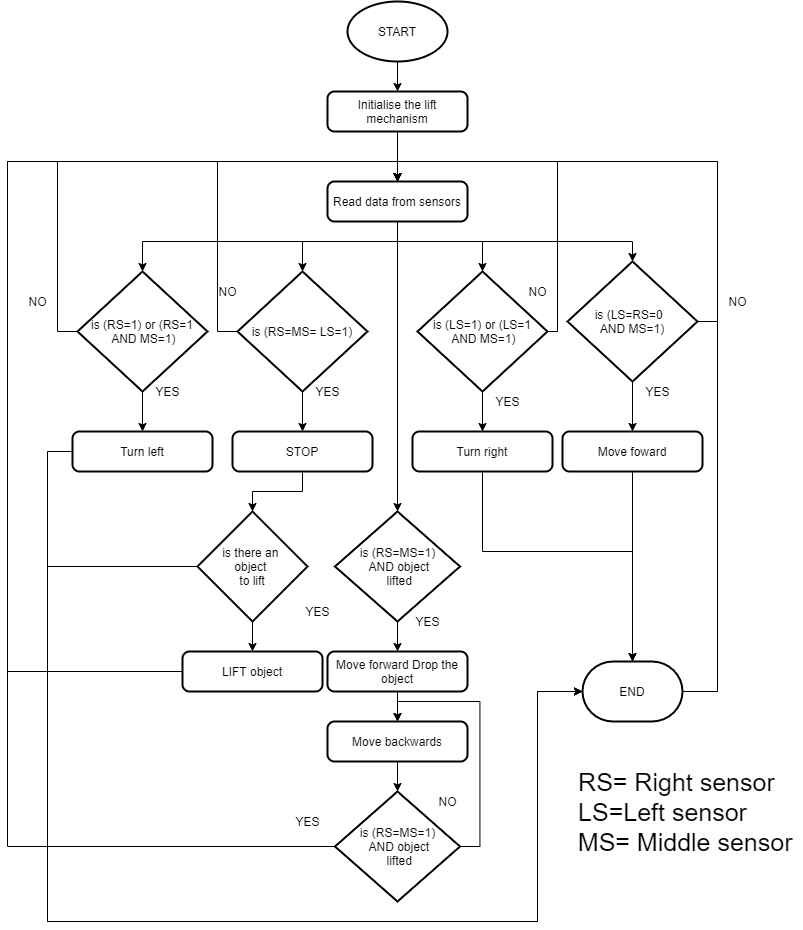 START
Initialise the lift
mechanism
Read data from sensors
NO
is (RS=1) or (RS=1
AND MS=1)
YES
Turn left
NO
is (RS=MS= LS=1)
YES
STOP
NO
is (LS=1) or (LS=1
AND MS=1)
YES
Turn right
NO
is (LS=RS=0
AND MS=1)
YES
Move foward
is there an
object
to lift
YES
LIFT object
is (RS=MS=1)
AND object
lifted
YES
Move forward Drop the
object
Move backwards
NO
YES
is (RS=MS=1)
AND object
lifted
END
RS= Right sensor
LS=Left sensor
MS= Middle sensor